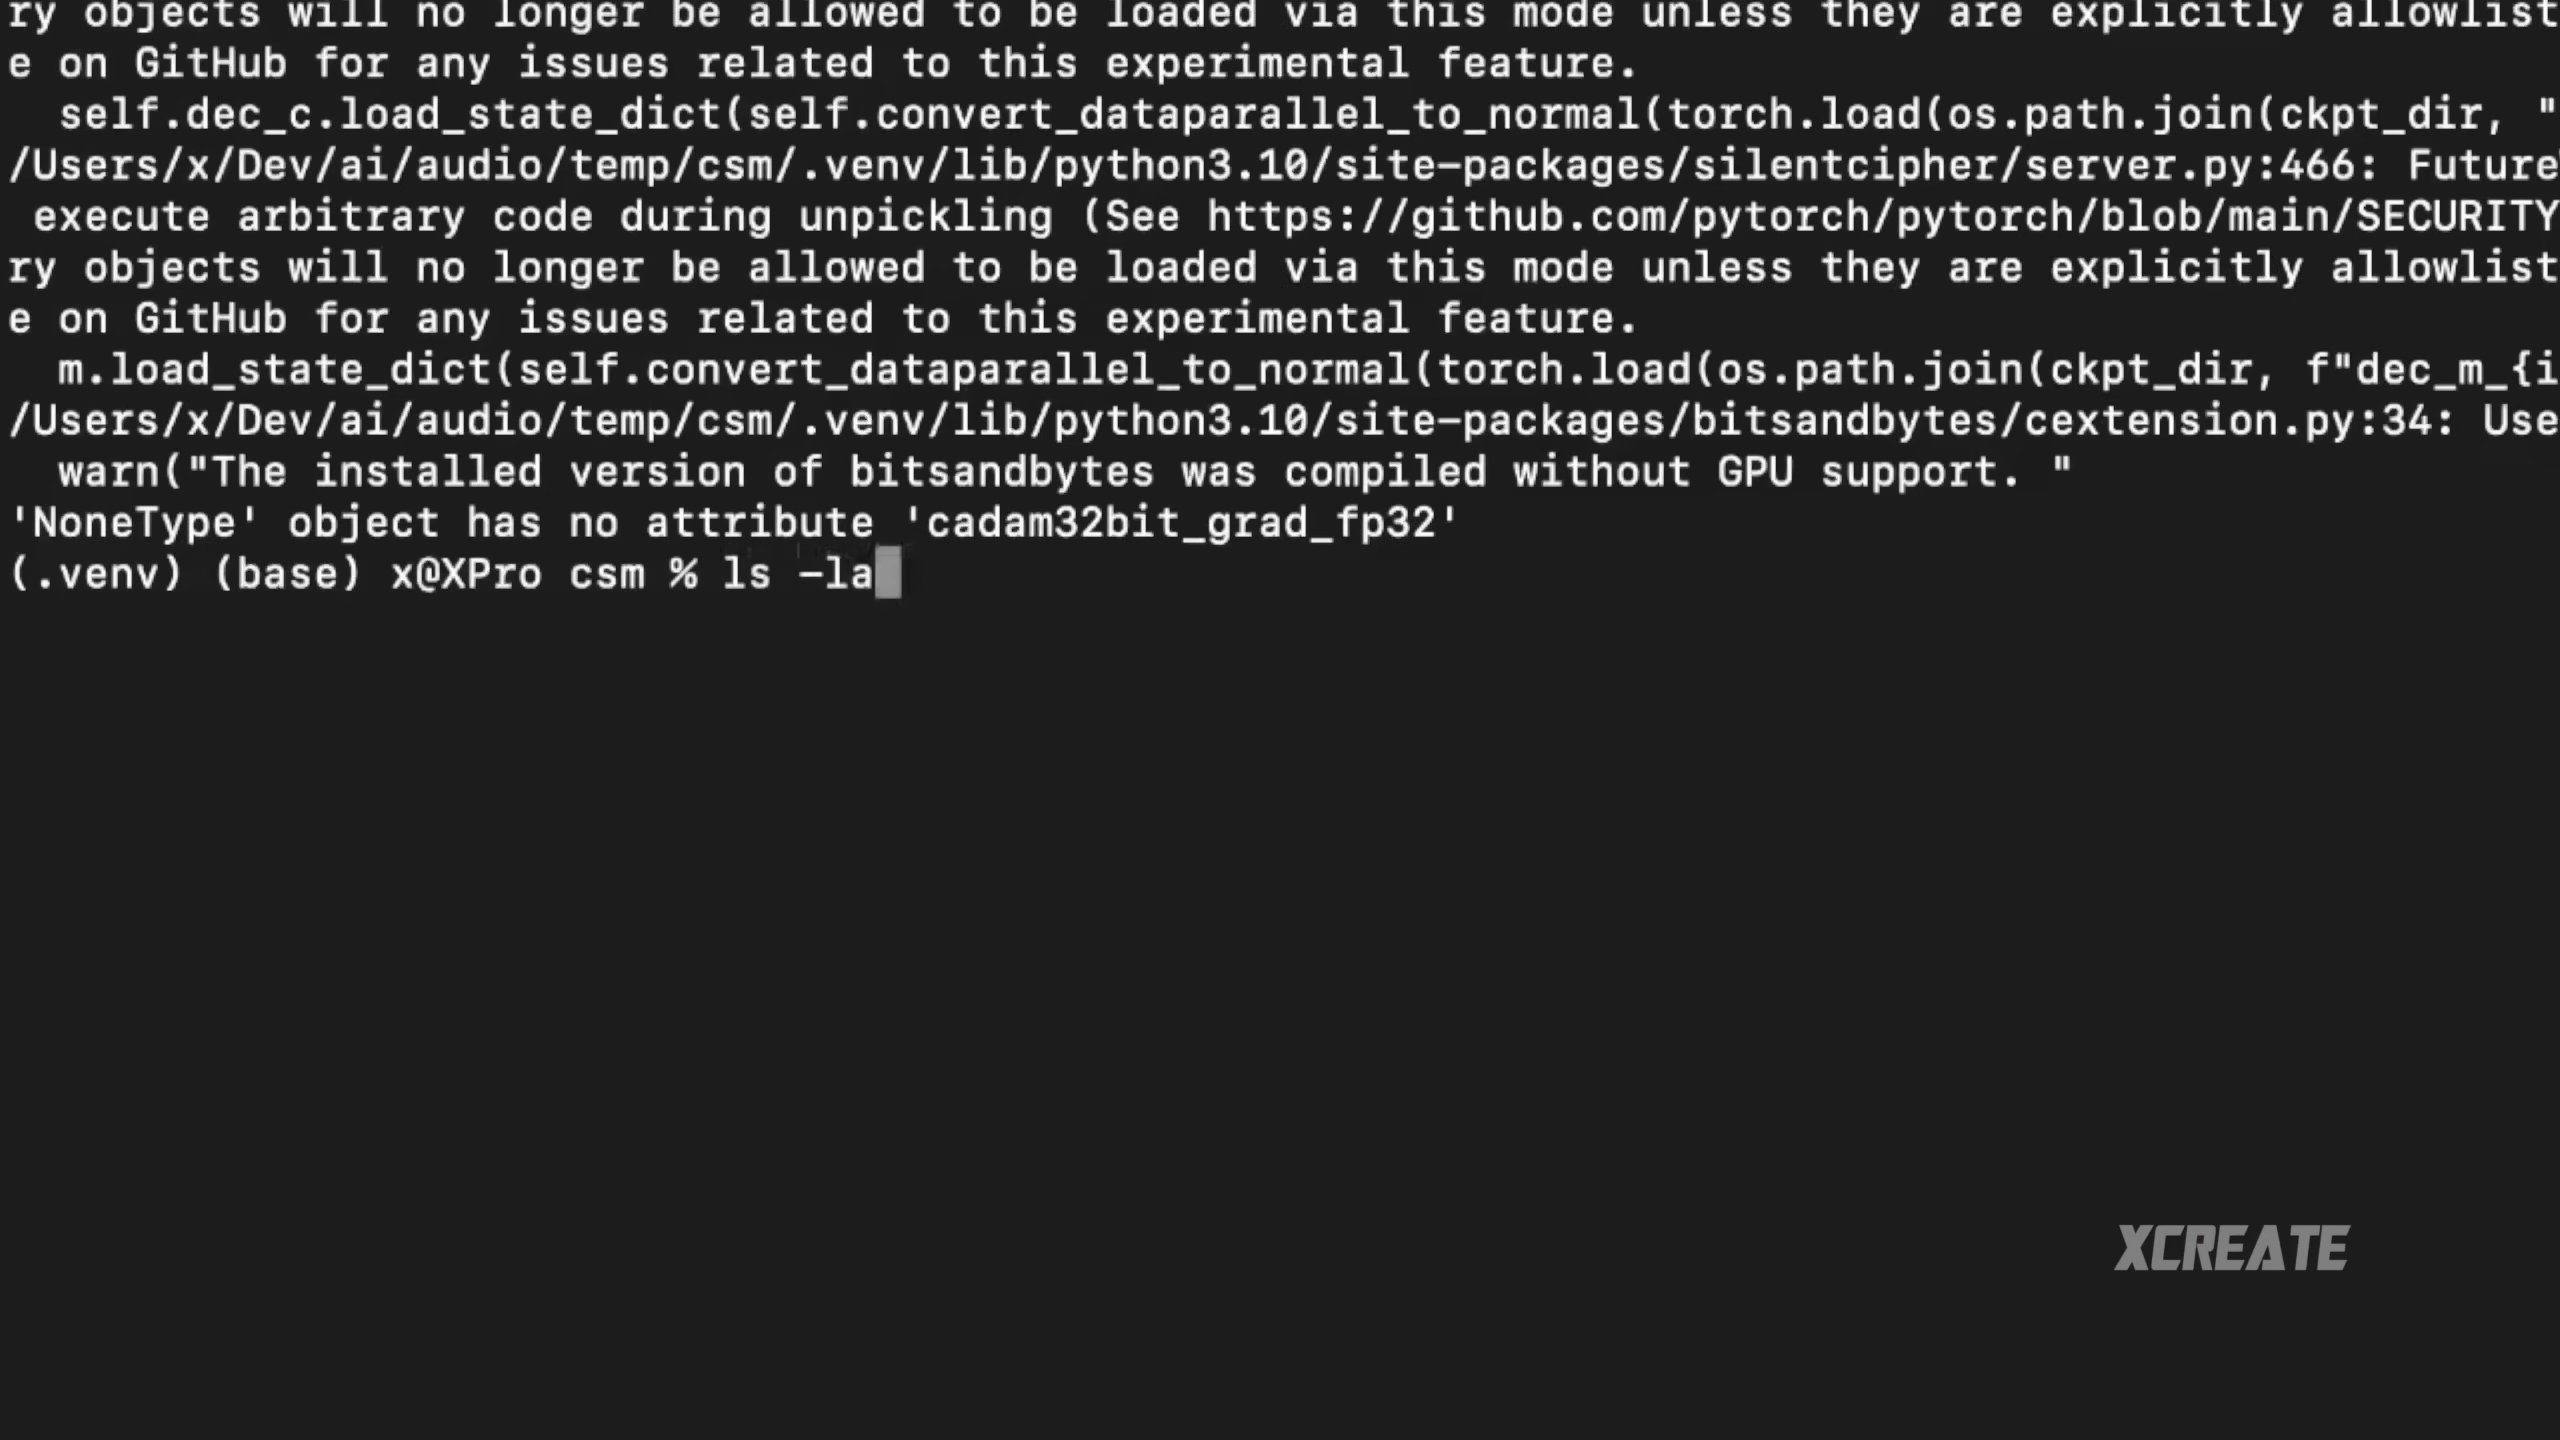 ry objects will no longer be allowed to be loaded via this mode unless they are explicitly allowlist
e on GitHub for any issues related to this experimental feature.
self.dec_c.load_state_dict(self.convert_dataparallel_to_normal(torch.load(os.path.join(ckpt_dir, "
/Users/x/Dev/ai/audio/temp/csm/.venv/lib/python3.10/site-packages/silentcipher/server.py:466: Future
execute arbitrary code during unpickling (See https://github.com/pytorch/pytorch/blob/main/SECURITY
ry objects will no longer be allowed to be loaded via this mode unless they are explicitly allowlist
e on GitHub for any issues related to this experimental feature.
m.load_state_dict(self.convert_dataparallel_to_normal(torch.load(os.path.join(ckpt_dir, f"dec_m_{i
/Users/x/Dev/ai/audio/temp/csm/.venv/lib/python3.10/site-packages/bitsandbytes/cextension.py:34: Use
warn("The installed version of bitsandbytes was compiled without GPU support. "
'NoneType' object has no attribute 'cadam32bit_grad_fp32'
(.venv) (base) x@XPro csm % ls -la
XCREATE